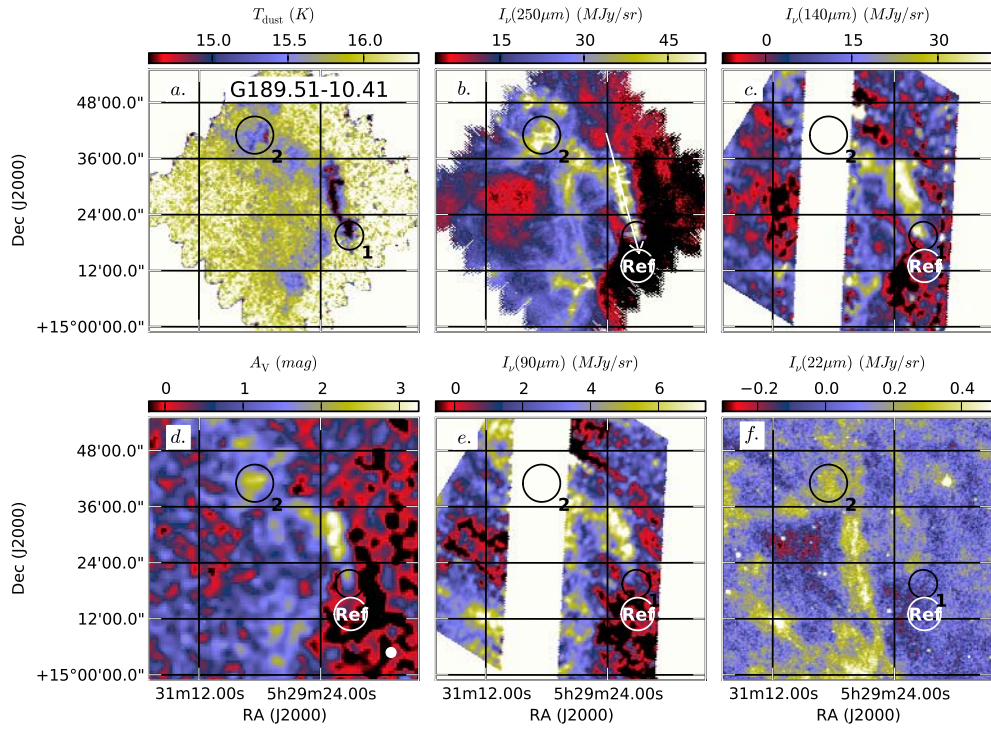 T_dust (K) I_ν(250μm) (MJy/sr) I_ν(140μm) (MJy/sr)
15.0 15.5 16.0 15 30 45 0 15 30
a. G189.51-10.41 b. c.
48'00.0"
2 2 2
36'00.0"
Dec (J2000)
24'00.0"
1 1
12'00.0" Ref Ref
+15°00'00.0"
A_V (mag) I_ν(90μm) (MJy/sr) I_ν(22μm) (MJy/sr)
0 1 2 3 0 2 4 6 −0.2 0.0 0.2 0.4
d. e. f.
48'00.0"
2 2 2
36'00.0"
Dec (J2000)
24'00.0"
1 1
12'00.0" Ref Ref Ref
+15°00'00.0"
31m12.00s 5h29m24.00s 31m12.00s 5h29m24.00s 31m12.00s 5h29m24.00s
RA (J2000) RA (J2000) RA (J2000)